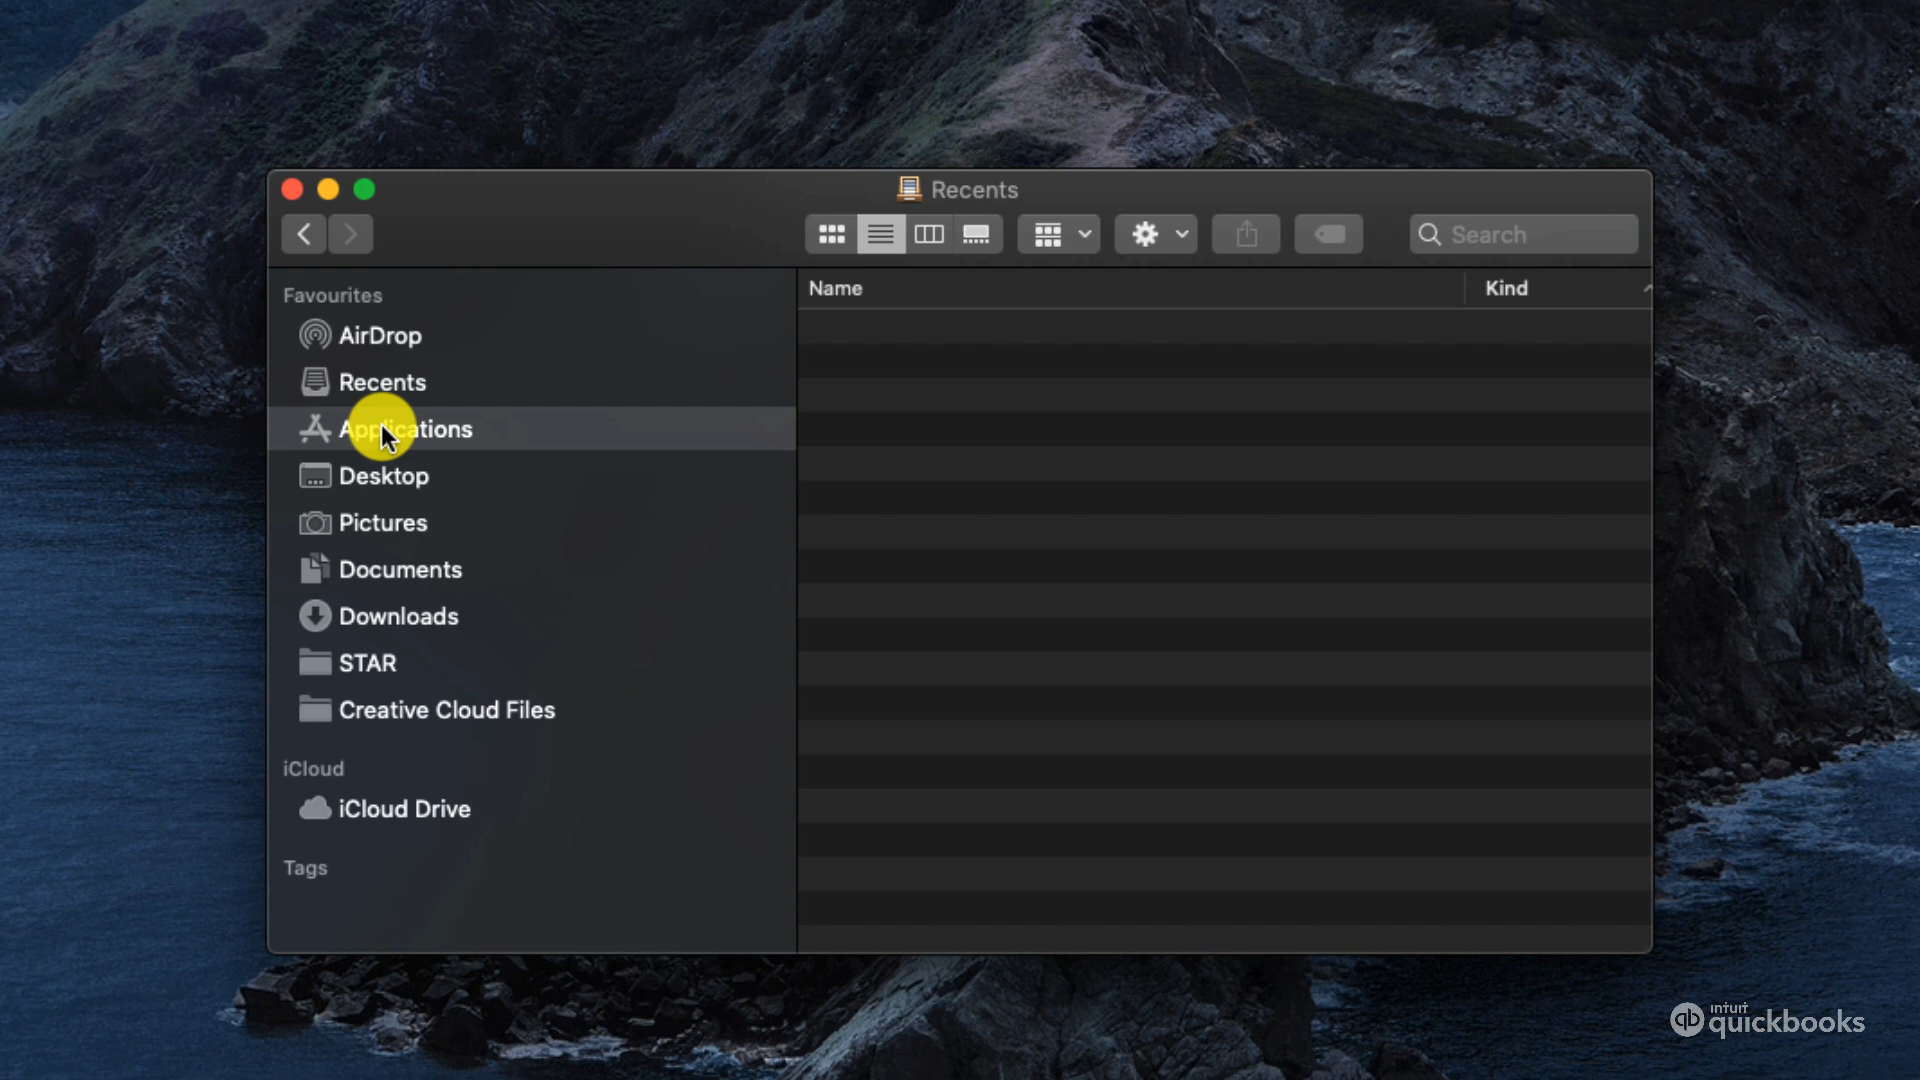 Recents
Search
Favourites
AirDrop
Recents
Applications
Desktop
Pictures
Documents
Downloads
STAR
Creative Cloud Files
iCloud
iCloud Drive
Tags
Name
Kind
qb
intuit
quickbooks